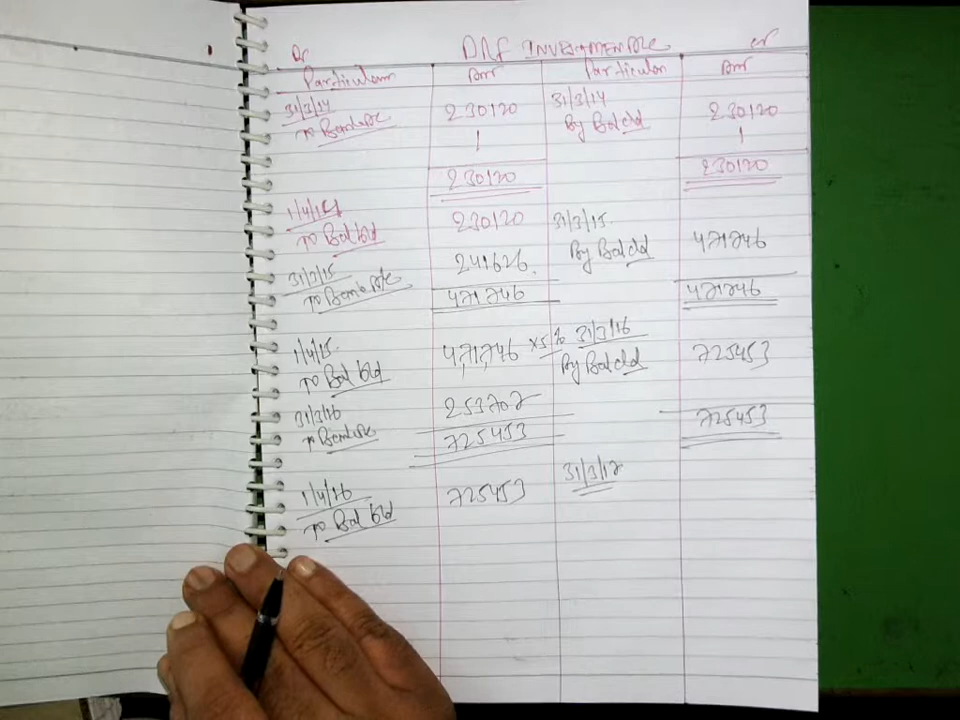 Dr DRF Investment A/c cr
Particulars Amt Particulars Amt
31/3/14 31/3/14
To Bank A/c 230120 By Bal c/d 230120
230120 230120
1/4/14 31/3/15
To Bal b/d 230120 By Bal c/d 471746
31/3/15
To Bank A/c 241626
471746 471746
1/4/15 31/3/16
To Bal b/d 471746 x5% By Bal c/d 725453
31/3/16
To Bank A/c 253707
725453 725453
1/4/16 31/3/17
To Bal b/d 725453